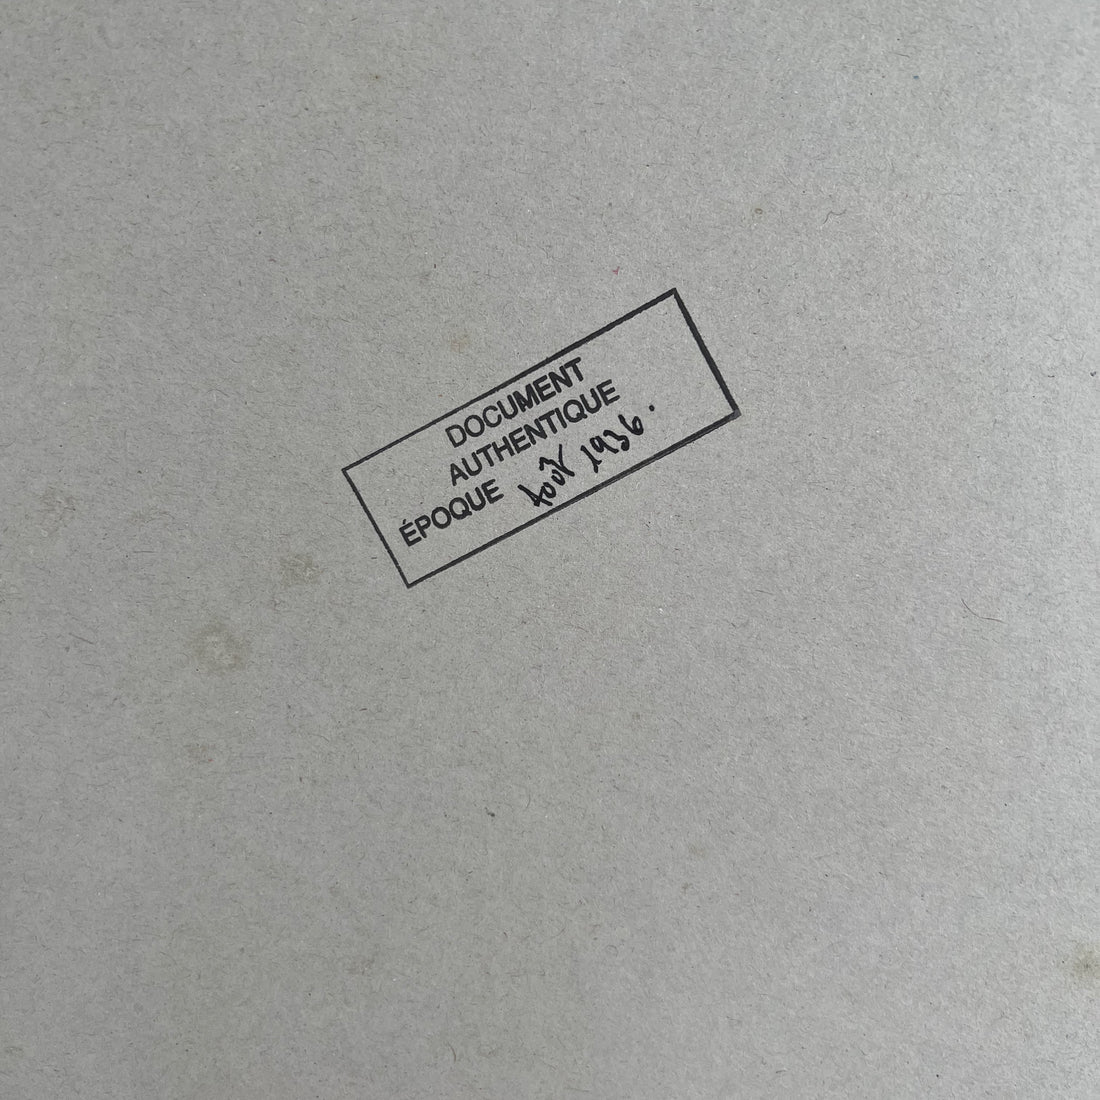 DOCUMENT
AUTHENTIQUE
ÉPOQUE Août 1936.